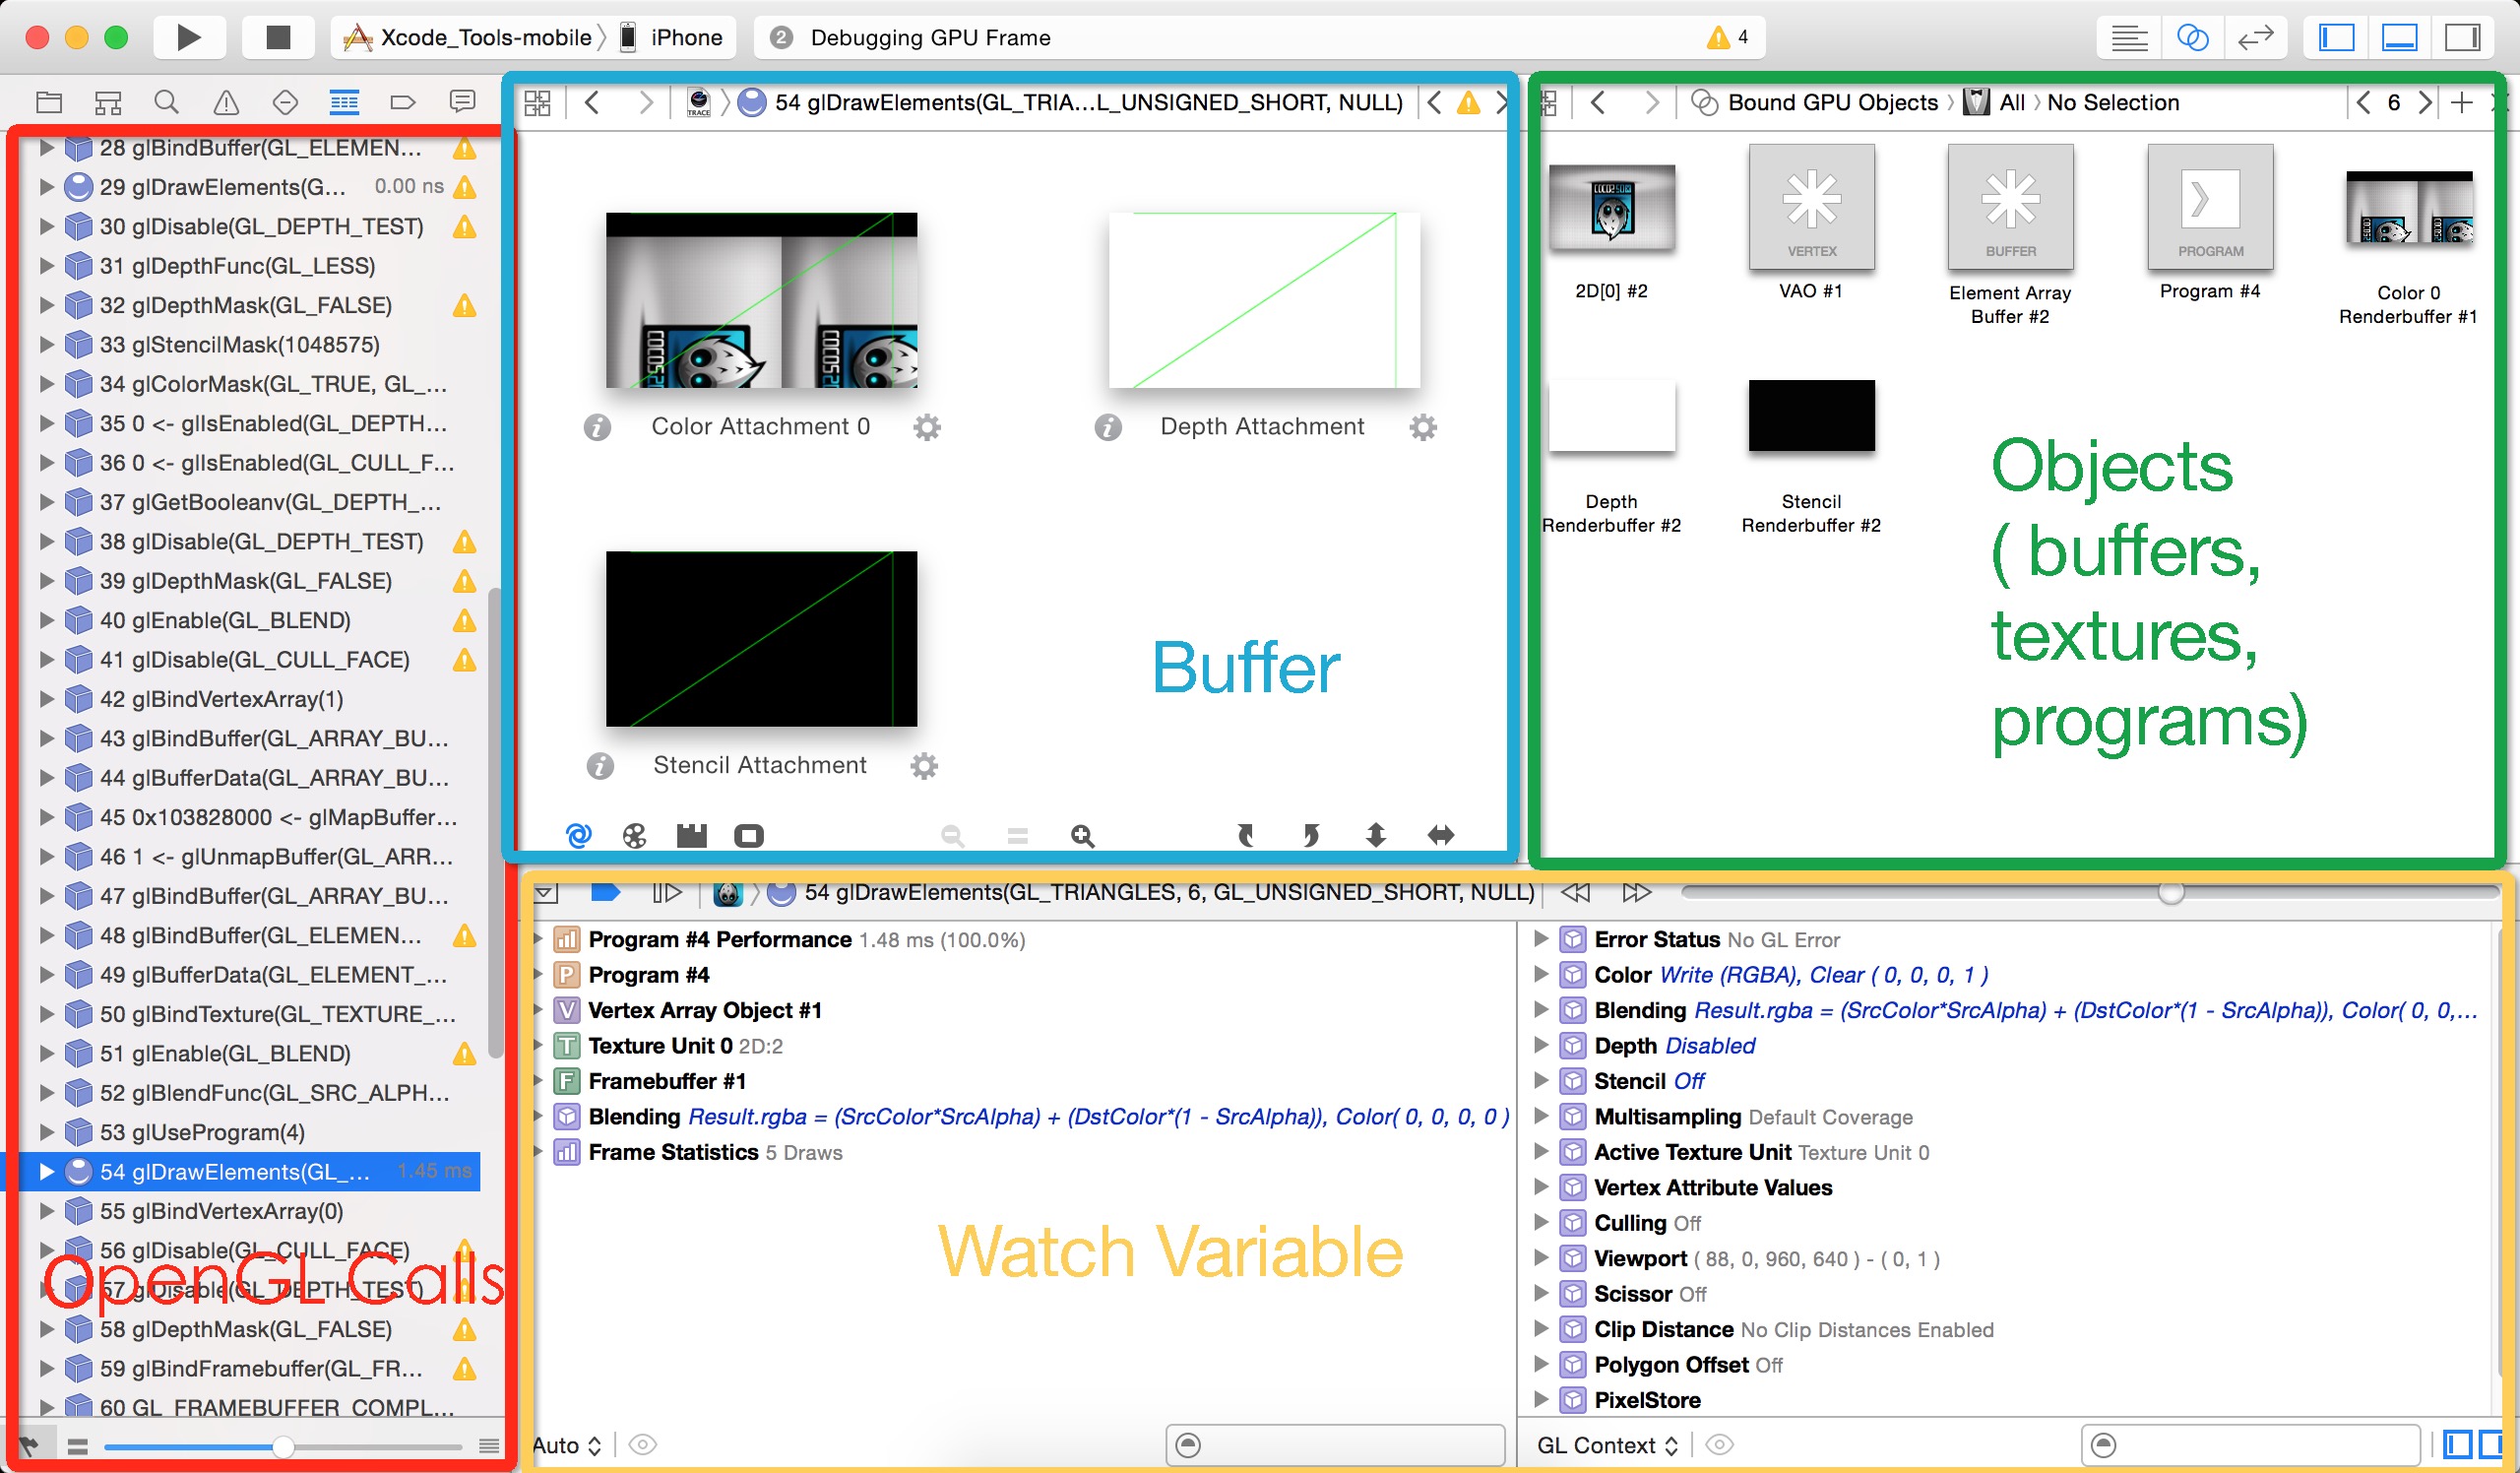 Xcode_Tools-mobile
iPhone
2 Debugging GPU Frame
4
28 glBindBuffer(GL_ELEMEN...
29 glDrawElements(G... 0.00 ns
30 glDisable(GL_DEPTH_TEST)
31 glDepthFunc(GL_LESS)
32 glDepthMask(GL_FALSE)
33 glStencilMask(1048575)
34 glColorMask(GL_TRUE, GL_...
35 0 <- glIsEnabled(GL_DEPTH...
36 0 <- glIsEnabled(GL_CULL_F...
37 glGetBooleanv(GL_DEPTH_...
38 glDisable(GL_DEPTH_TEST)
39 glDepthMask(GL_FALSE)
40 glEnable(GL_BLEND)
41 glDisable(GL_CULL_FACE)
42 glBindVertexArray(1)
43 glBindBuffer(GL_ARRAY_BU...
44 glBufferData(GL_ARRAY_BU...
45 0x103828000 <- glMapBuffer...
46 1 <- glUnmapBuffer(GL_ARR...
47 glBindBuffer(GL_ARRAY_BU...
48 glBindBuffer(GL_ELEMEN...
49 glBufferData(GL_ELEMENT_...
50 glBindTexture(GL_TEXTURE_...
51 glEnable(GL_BLEND)
52 glBlendFunc(GL_SRC_ALPH...
53 glUseProgram(4)
54 glDrawElements(GL_... 1.45 ms
55 glBindVertexArray(0)
56 glDisable(GL_CULL_FACE)
OpenGL Calls
57 glDisable(GL_DEPTH_TEST)
58 glDepthMask(GL_FALSE)
59 glBindFramebuffer(GL_FR...
60 GL_FRAMEBUFFER_COMPL...
TRACE
54 glDrawElements(GL_TRIA...L_UNSIGNED_SHORT, NULL)
Color Attachment 0
Depth Attachment
Stencil Attachment
Buffer
Bound GPU Objects
All
No Selection
6
VERTEX
BUFFER
PROGRAM
2D[0] #2
VAO #1
Element Array
Buffer #2
Program #4
Color 0
Renderbuffer #1
Depth
Renderbuffer #2
Stencil
Renderbuffer #2
Objects
( buffers,
textures,
programs)
54 glDrawElements(GL_TRIANGLES, 6, GL_UNSIGNED_SHORT, NULL)
Program #4 Performance 1.48 ms (100.0%)
P Program #4
V Vertex Array Object #1
T Texture Unit 0 2D:2
F Framebuffer #1
Blending Result.rgba = (SrcColor*SrcAlpha) + (DstColor*(1 - SrcAlpha)), Color( 0, 0, 0, 0 )
Frame Statistics 5 Draws
Watch Variable
Auto
Error Status No GL Error
Color Write (RGBA), Clear ( 0, 0, 0, 1 )
Blending Result.rgba = (SrcColor*SrcAlpha) + (DstColor*(1 - SrcAlpha)), Color( 0, 0,...
Depth Disabled
Stencil Off
Multisampling Default Coverage
Active Texture Unit Texture Unit 0
Vertex Attribute Values
Culling Off
Viewport ( 88, 0, 960, 640 ) - ( 0, 1 )
Scissor Off
Clip Distance No Clip Distances Enabled
Polygon Offset Off
PixelStore
GL Context